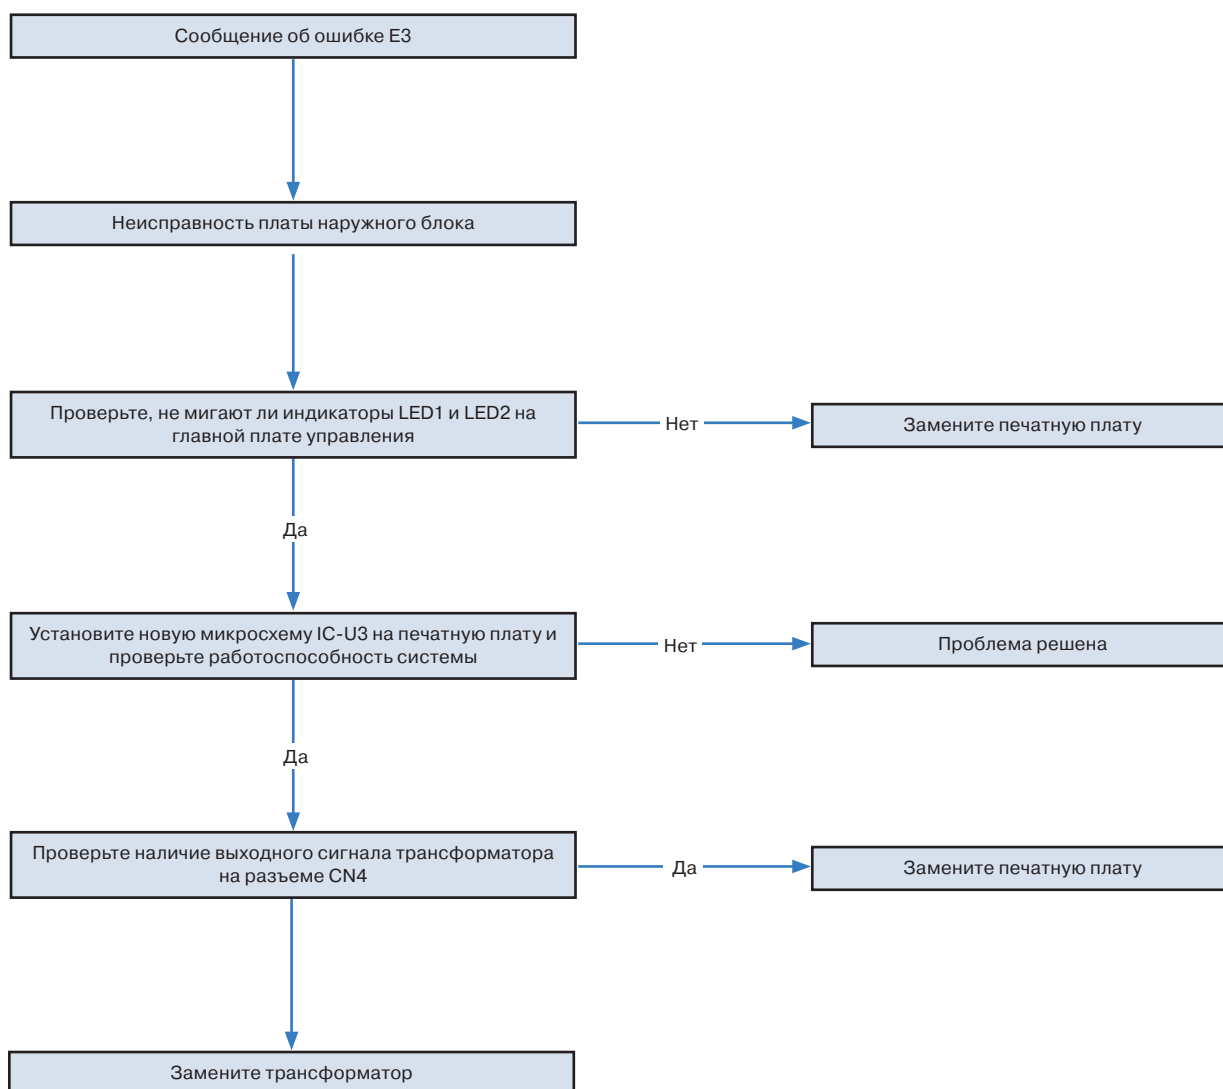 Сообщение об ошибке E3
Неисправность платы наружного блока
Проверьте, не мигают ли индикаторы LED1 и LED2 на
главной плате управления
Нет
Замените печатную плату
Да
Установите новую микросхему IC-U3 на печатную плату и
проверьте работоспособность системы
Нет
Проблема решена
Да
Проверьте наличие выходного сигнала трансформатора
на разъеме CN4
Да
Замените печатную плату
Замените трансформатор